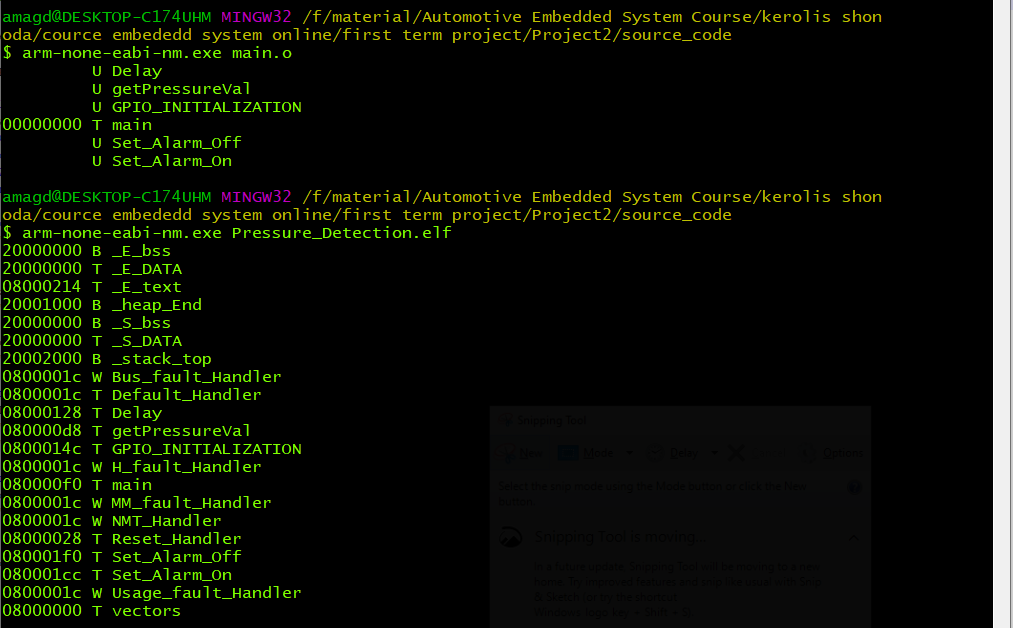 amagd@DESKTOP-C174UHM MINGW32 /f/material/Automotive Embedded System Course/kerolis shon
oda/cource embededd system online/first term project/Project2/source_code
$ arm-none-eabi-nm.exe main.o
         U Delay
         U getPressureVal
         U GPIO_INITIALIZATION
00000000 T main
         U Set_Alarm_Off
         U Set_Alarm_On
amagd@DESKTOP-C174UHM MINGW32 /f/material/Automotive Embedded System Course/kerolis shon
oda/cource embededd system online/first term project/Project2/source_code
$ arm-none-eabi-nm.exe Pressure_Detection.elf
20000000 B _E_bss
20000000 T _E_DATA
08000214 T _E_text
20001000 B _heap_End
20000000 B _S_bss
20000000 T _S_DATA
20002000 B _stack_top
0800001c W Bus_fault_Handler
0800001c T Default_Handler
08000128 T Delay
080000d8 T getPressureVal
0800014c T GPIO_INITIALIZATION
0800001c W H_fault_Handler
080000f0 T main
0800001c W MM_fault_Handler
0800001c W NMT_Handler
08000028 T Reset_Handler
080001f0 T Set_Alarm_Off
080001cc T Set_Alarm_On
0800001c W Usage_fault_Handler
08000000 T vectors
Snipping Tool
New Mode Delay Options
Select the snip mode using the Mode button or click the New
button.
Snipping Tool is moving...
In a future update, Snipping Tool will be moving to a new
home. Try improved features and snip like usual with Snip
& Sketch (or try the shortcut
Windows logo key + Shift + S).